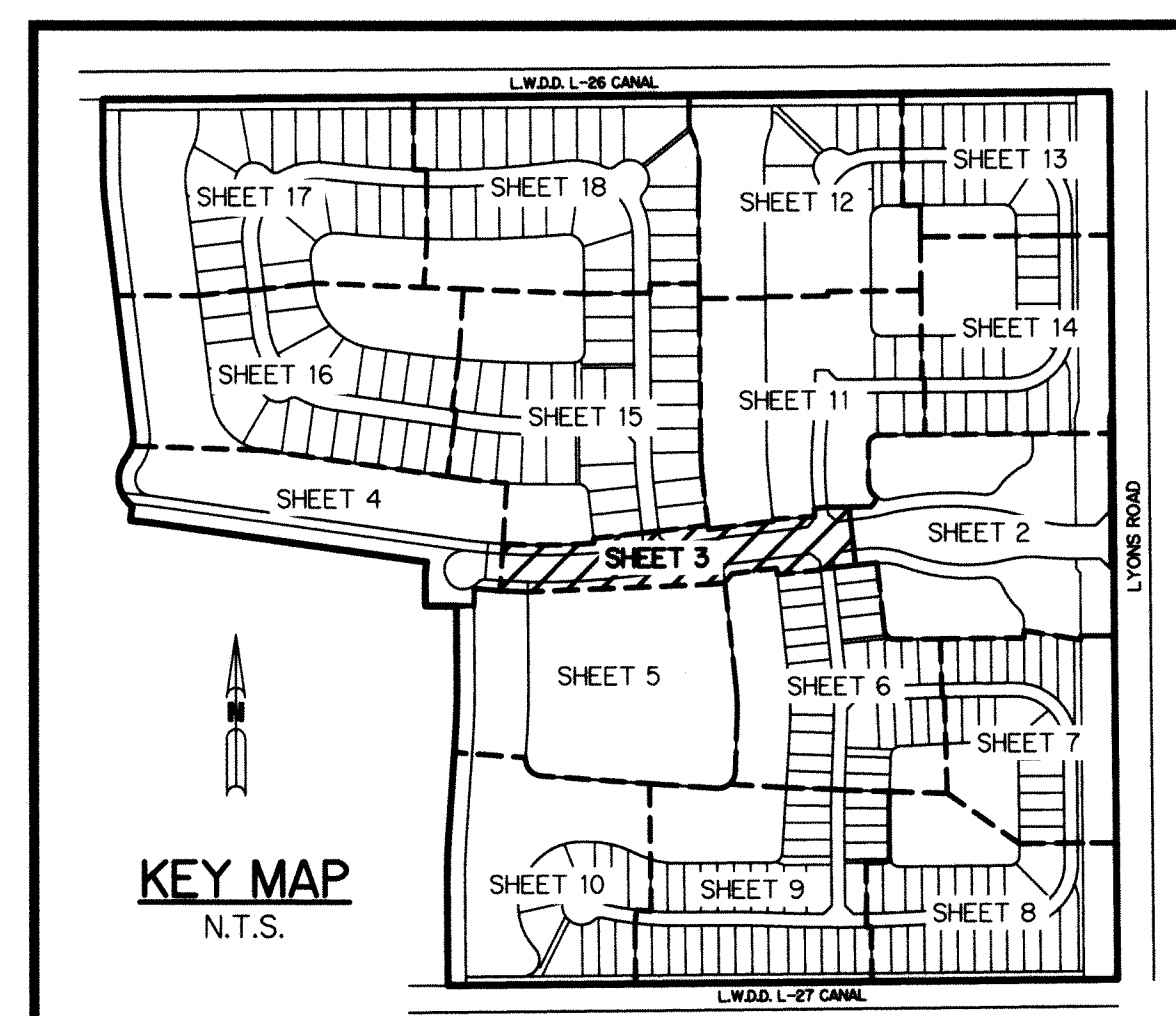 L.W.D.D. L-26 CANAL
SHEET 13
SHEET 17
SHEET 18
SHEET 12
SHEET 14
SHEET 16
SHEET 11
SHEET 15
SHEET 4
SHEET 2
LYONS ROAD
SHEET 3
SHEET 5
SHEET 6
N
SHEET 7
KEY MAP
N.T.S.
SHEET 10
SHEET 9
SHEET 8
L.W.D.D. L-27 CANAL